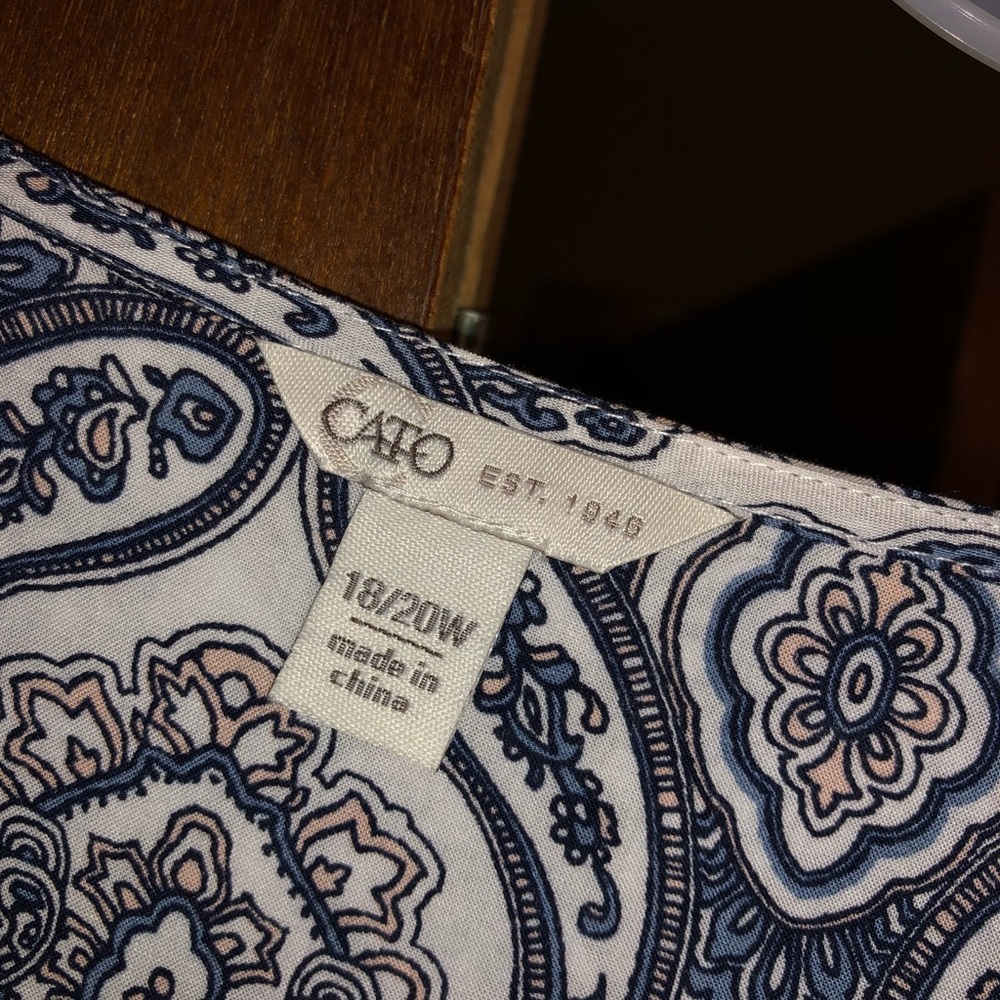 CATO EST. 1946
18/20W
made in
china